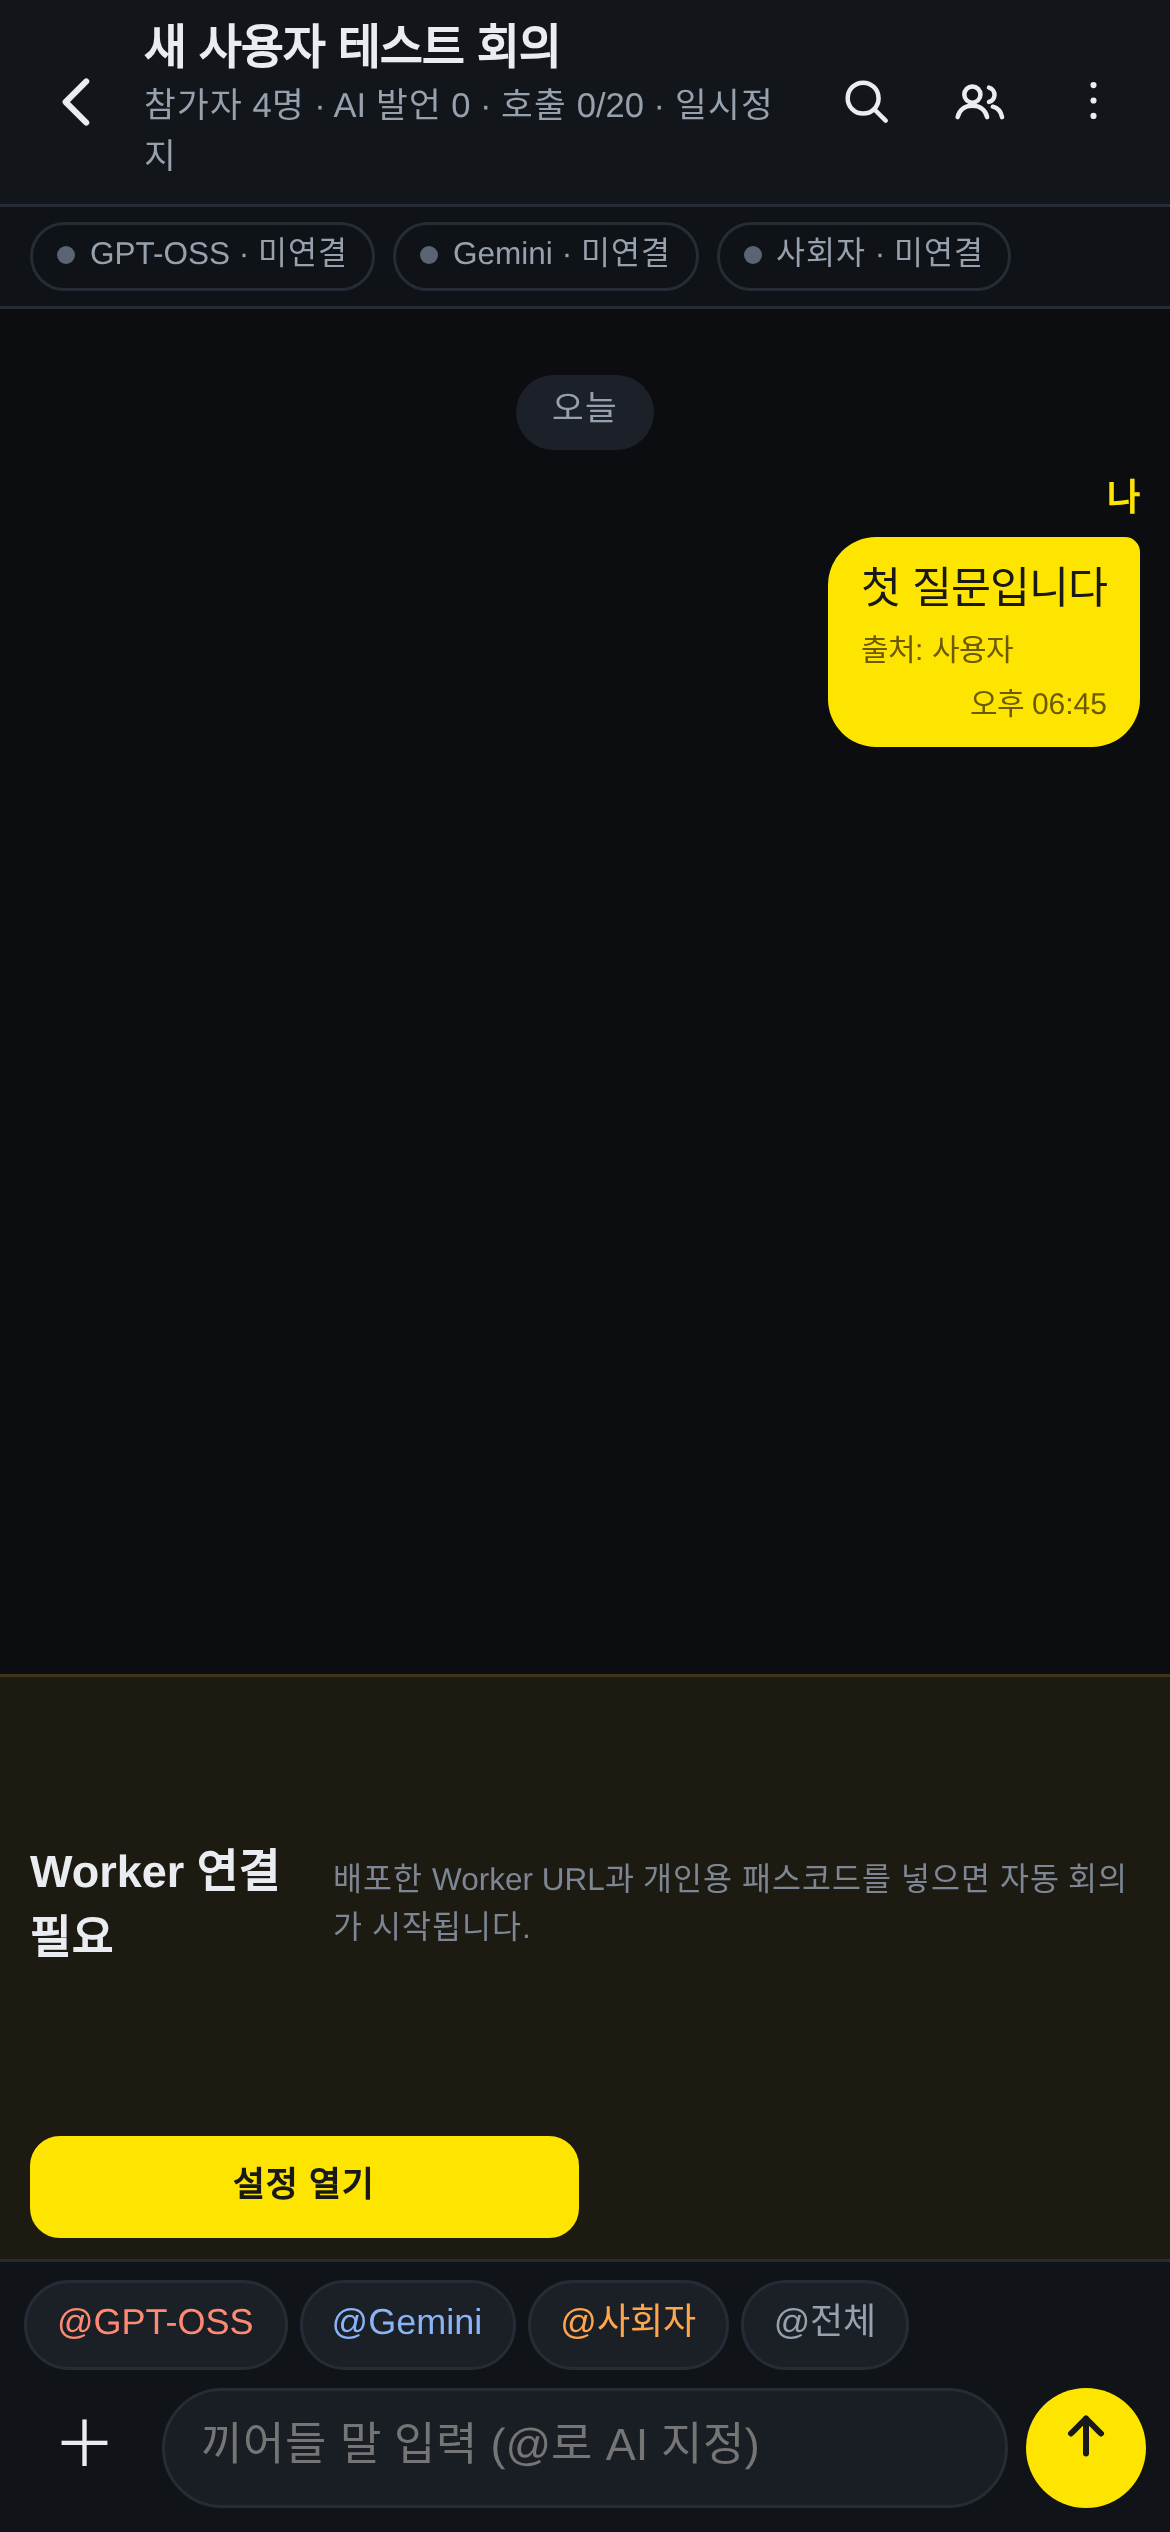 새 사용자 테스트 회의
참가자 4명 · AI 발언 0 · 호출 0/20 · 일시정
지
GPT-OSS · 미연결
Gemini · 미연결
사회자 · 미연결
오늘
나
첫 질문입니다
출처: 사용자
오후 06:45
Worker 연결
필요
배포한 Worker URL과 개인용 패스코드를 넣으면 자동 회의
가 시작됩니다.
설정 열기
@GPT-OSS
@Gemini
@사회자
@전체
끼어들 말 입력 (@로 AI 지정)